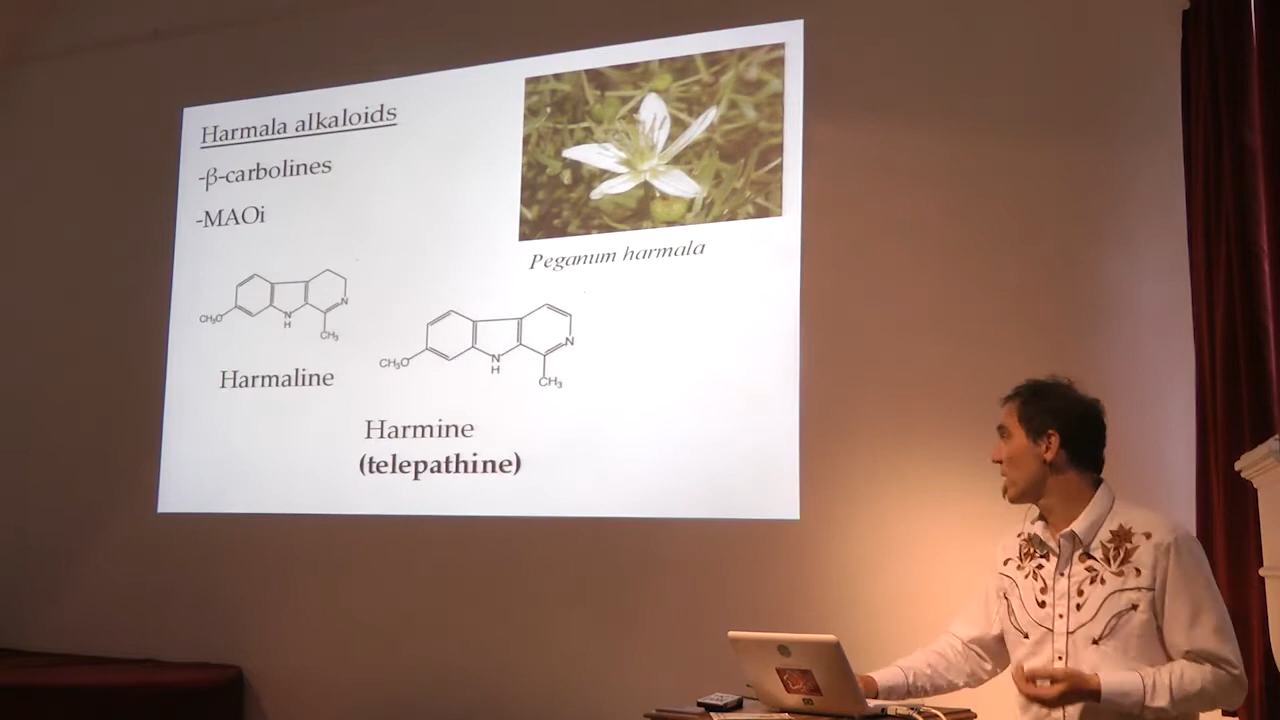 Harmala alkaloids
-β-carbolines
-MAOi
Peganum harmala
CH₃O
N
H
N
CH₃
Harmaline
CH₃O
N
H
N
CH₃
Harmine
(telepathine)